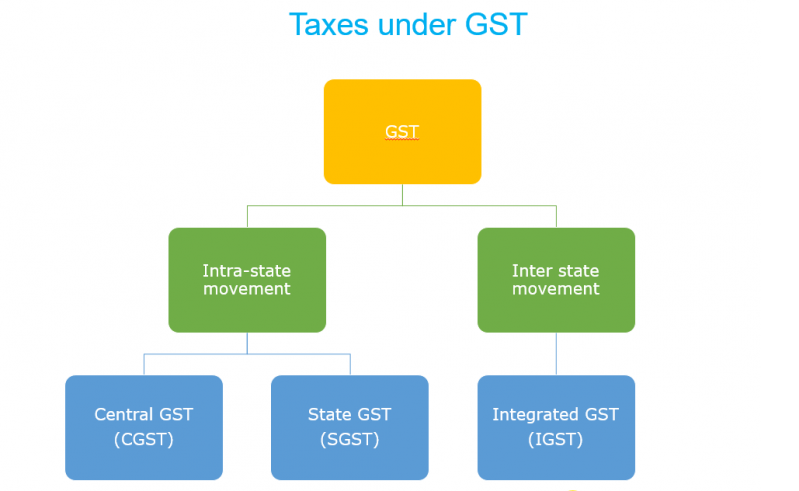 Taxes under GST
GST
Intra-state
movement
Inter state
movement
Central GST
(CGST)
State GST
(SGST)
Integrated GST
(IGST)